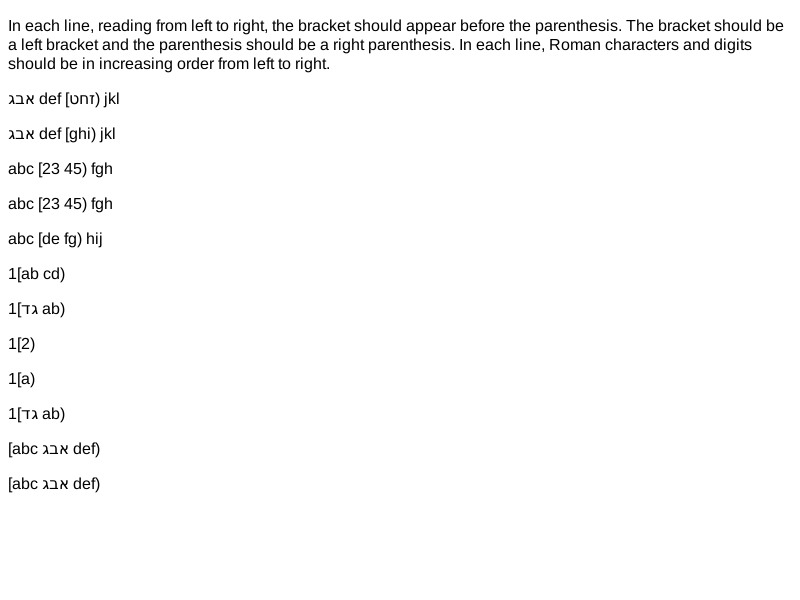 In each line, reading from left to right, the bracket should appear before the parenthesis. The bracket should be
a left bracket and the parenthesis should be a right parenthesis. In each line, Roman characters and digits
should be in increasing order from left to right.
אבג def [זחט) jkl
אבג def [ghi) jkl
abc [23 45) fgh
abc [23 45) fgh
abc [de fg) hij
1[ab cd)
1[גד ab)
1[2)
1[a)
1[גד ab)
[abc אבג def)
[abc אבג def)